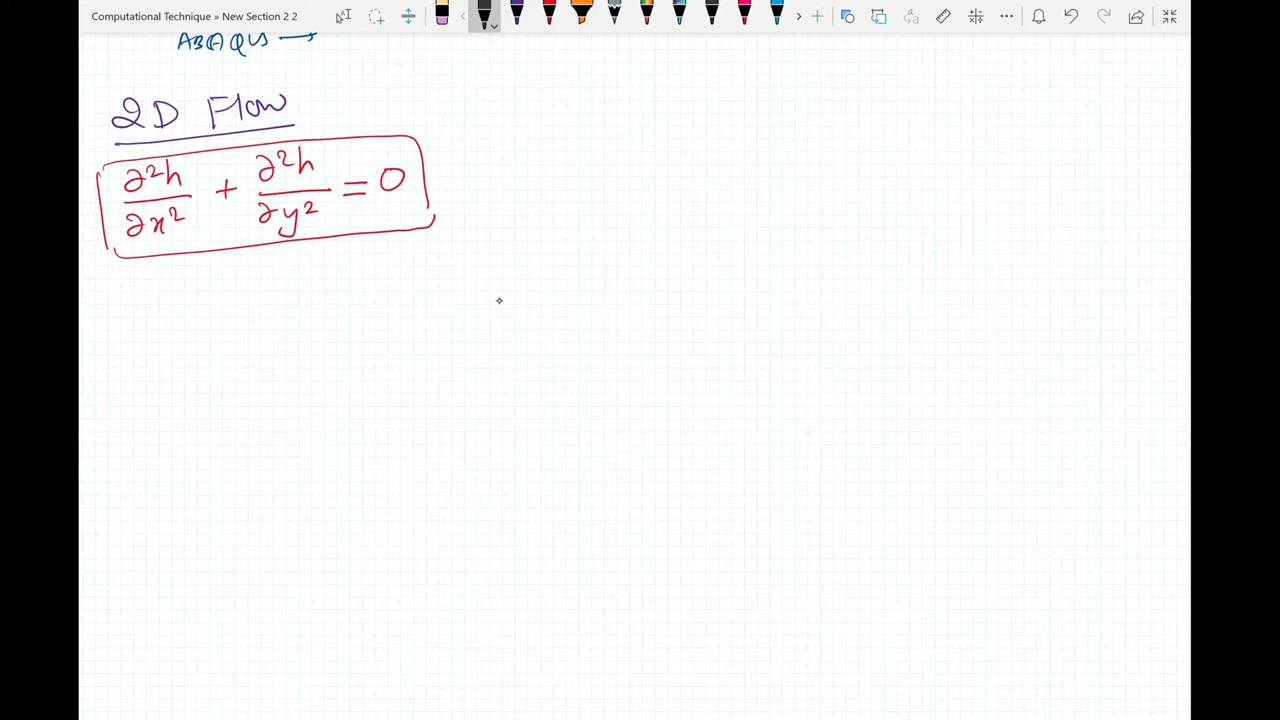 Computational Technique » New Section 2 2
ABAQUS →
2D Flow
∂²h/∂x² + ∂²h/∂y² = 0